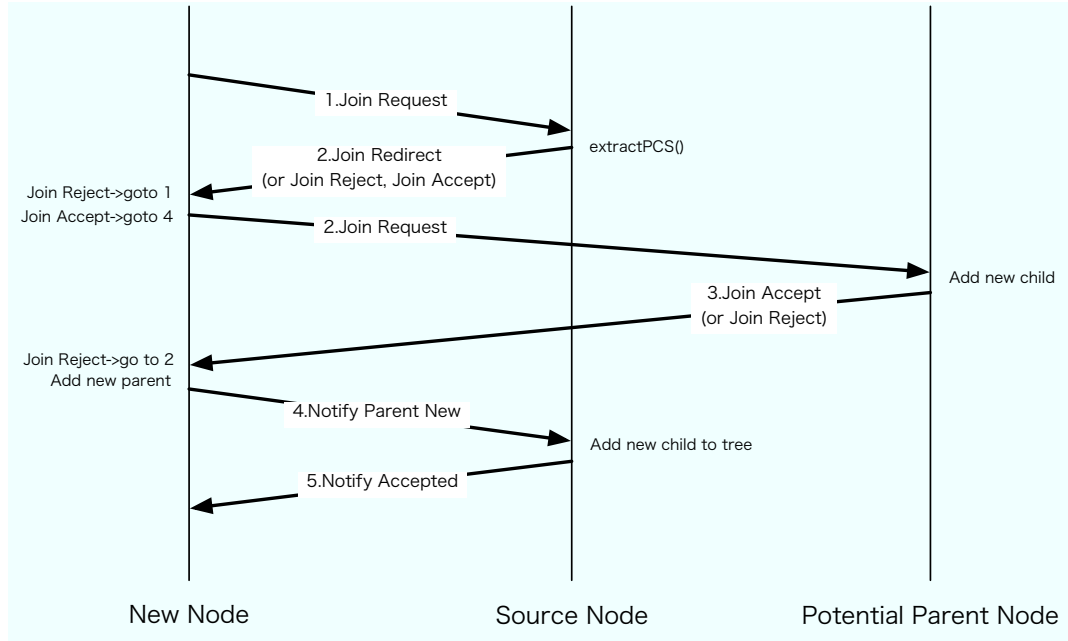 1.Join Request
extractPCS()
2.Join Redirect
(or Join Reject, Join Accept)
Join Reject->goto 1
Join Accept->goto 4
2.Join Request
Add new child
3.Join Accept
(or Join Reject)
Join Reject->go to 2
Add new parent
4.Notify Parent New
Add new child to tree
5.Notify Accepted
New Node
Source Node
Potential Parent Node